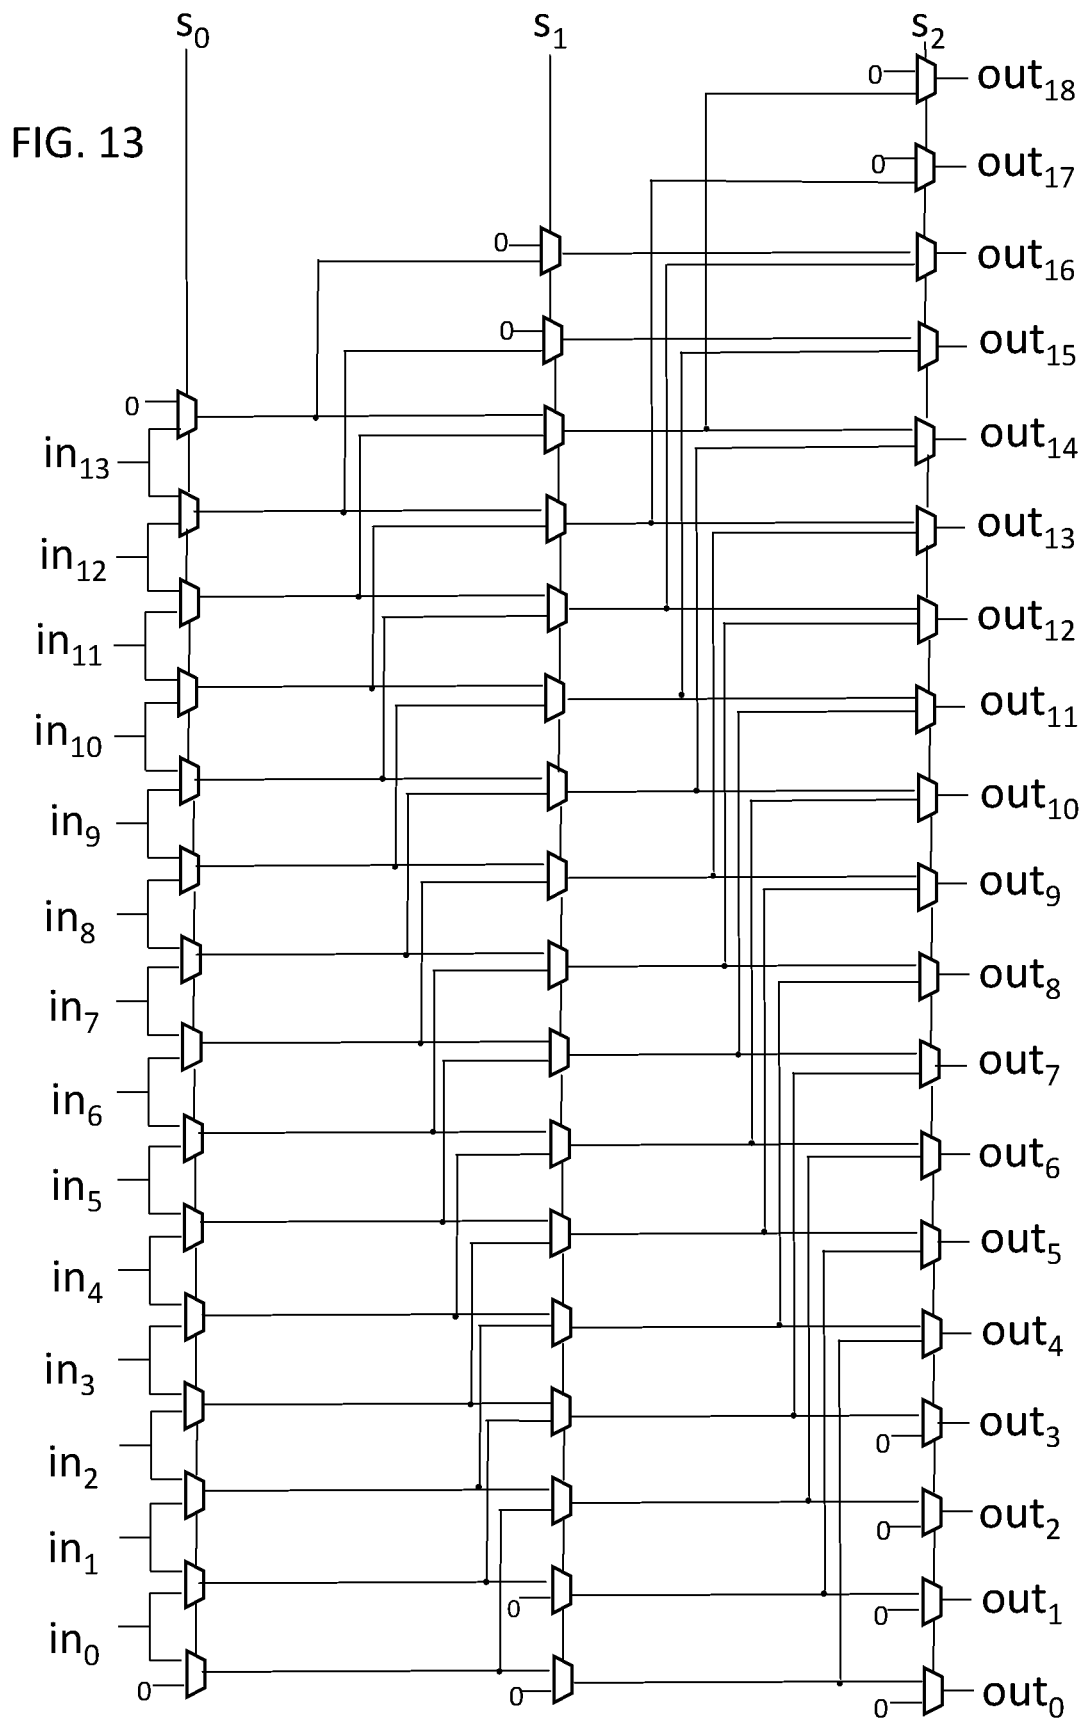 s₀ s₁ s₂
0 out₁₈
FIG. 13
0 out₁₇
0 out₁₆
0 out₁₅
0
in₁₃ out₁₄
out₁₃
in₁₂
out₁₂
in₁₁
out₁₁
in₁₀
out₁₀
in₉
out₉
in₈
out₈
in₇
out₇
in₆
out₆
in₅
out₅
in₄
out₄
in₃
out₃
0
in₂
out₂
0
in₁
0 out₁
0
in₀
0 0 out₀
0